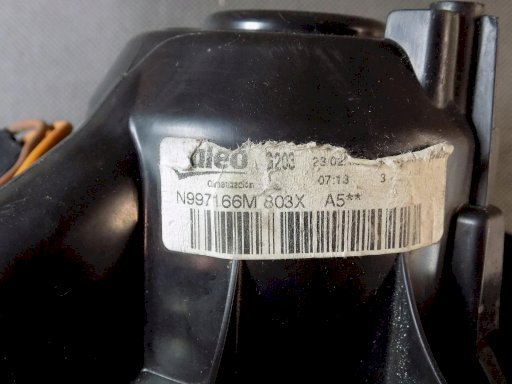 Valeo G203 23.02
Climatización 07:13 3
N997166M 803X A5**